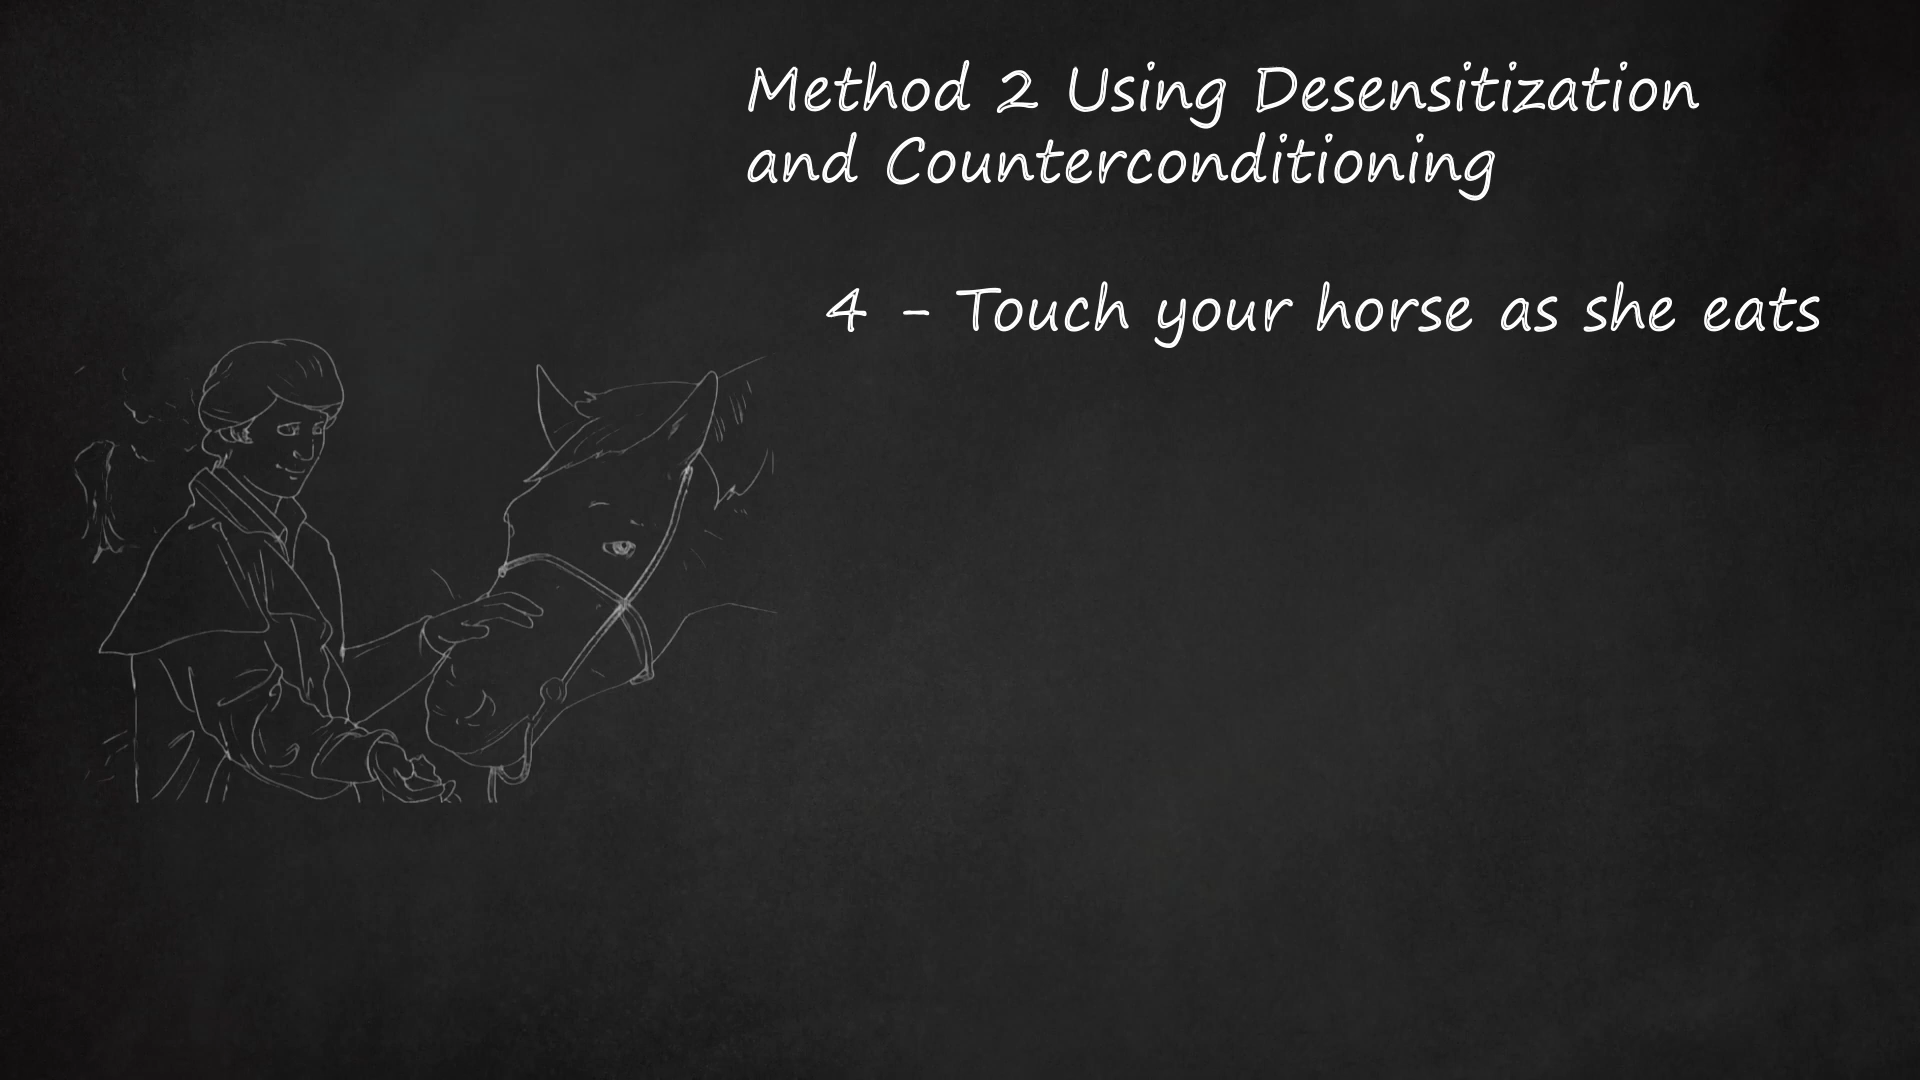 Method 2 Using Desensitization
and Counterconditioning
4 - Touch your horse as she eats